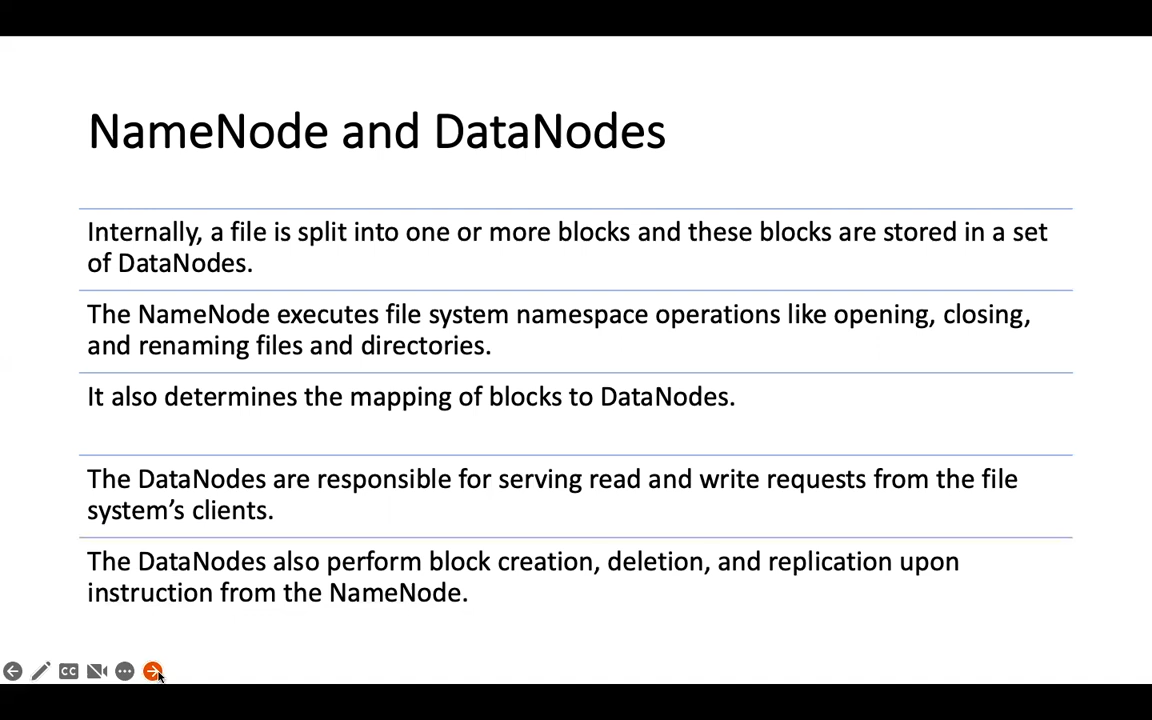 NameNode and DataNodes
Internally, a file is split into one or more blocks and these blocks are stored in a set
of DataNodes.
The NameNode executes file system namespace operations like opening, closing,
and renaming files and directories.
It also determines the mapping of blocks to DataNodes.
The DataNodes are responsible for serving read and write requests from the file
system’s clients.
The DataNodes also perform block creation, deletion, and replication upon
instruction from the NameNode.
CC